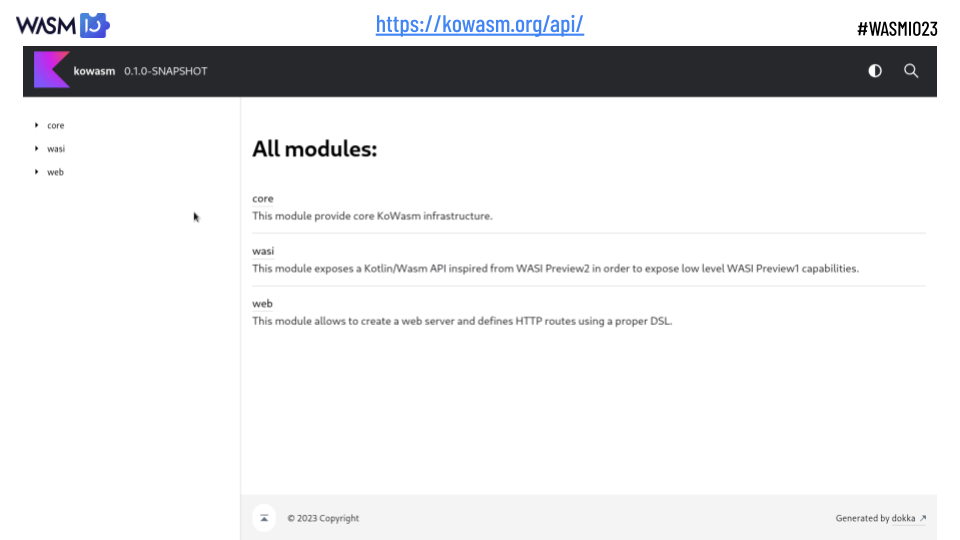 WASM IO
https://kowasm.org/api/
#WASMIO23
kowasm 0.1.0-SNAPSHOT
core
wasi
web
All modules:
core
This module provide core KoWasm infrastructure.
wasi
This module exposes a Kotlin/Wasm API inspired from WASI Preview2 in order to expose low level WASI Preview1 capabilities.
web
This module allows to create a web server and defines HTTP routes using a proper DSL.
© 2023 Copyright
Generated by dokka